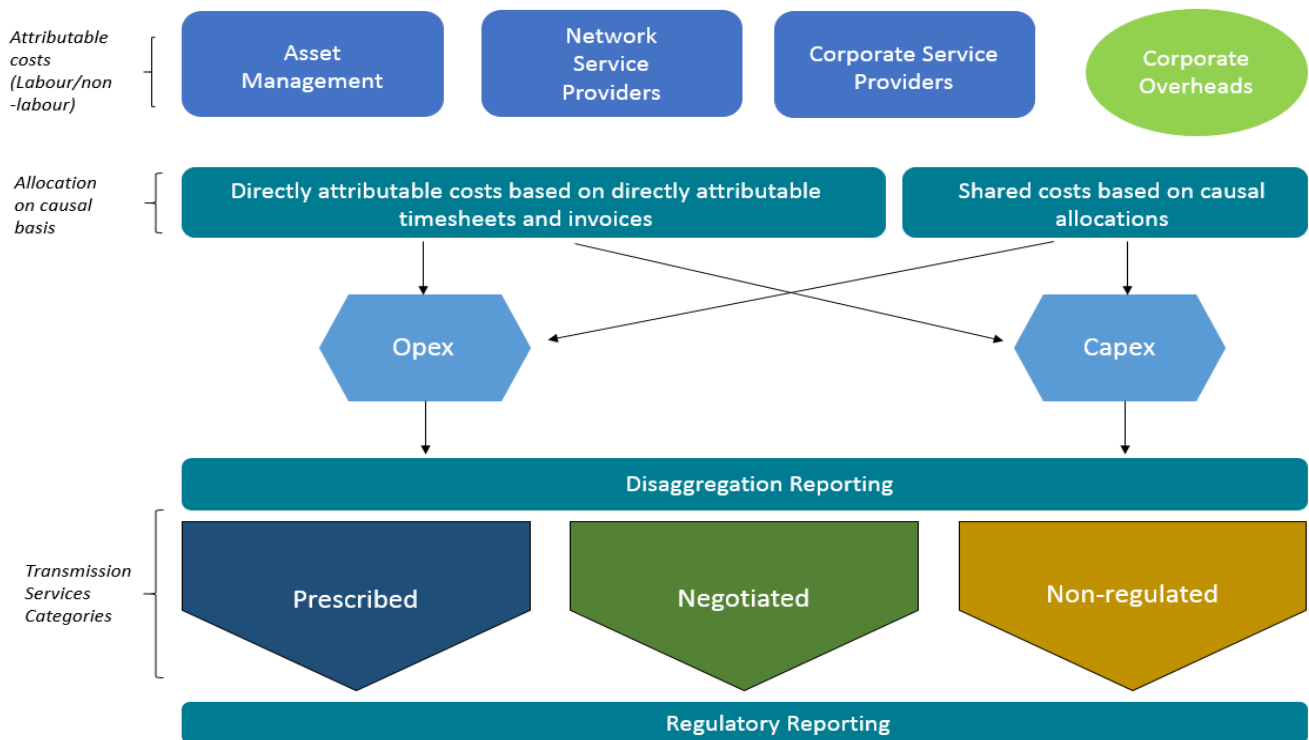 Attributable
costs
(Labour/non
-labour)
Asset
Management
Network
Service
Providers
Corporate Service
Providers
Corporate
Overheads
Allocation
on causal
basis
Directly attributable costs based on directly attributable
timesheets and invoices
Shared costs based on causal
allocations
Opex
Capex
Disaggregation Reporting
Transmission
Services
Categories
Prescribed
Negotiated
Non-regulated
Regulatory Reporting